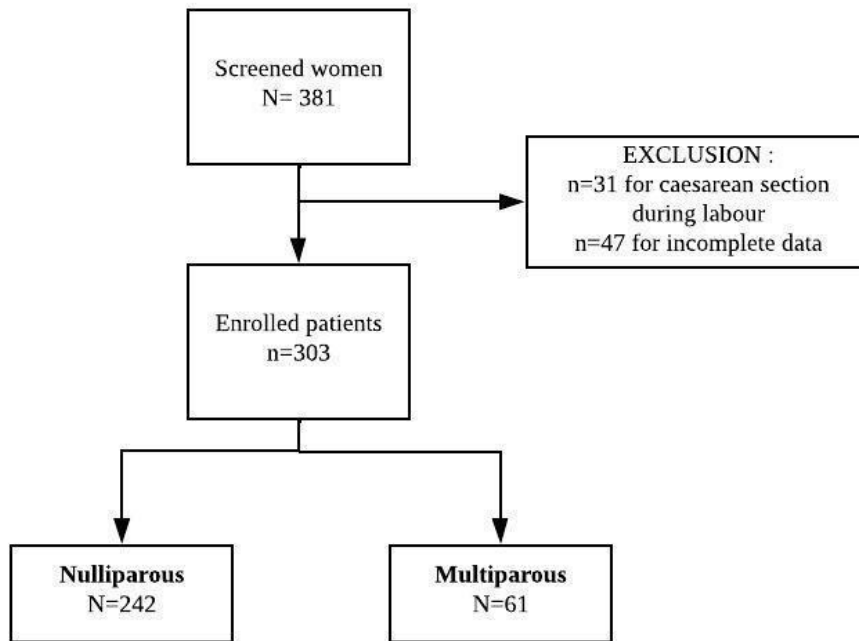 Screened women
N= 381
EXCLUSION :
n=31 for caesarean section
during labour
n=47 for incomplete data
Enrolled patients
n=303
Nulliparous
N=242
Multiparous
N=61